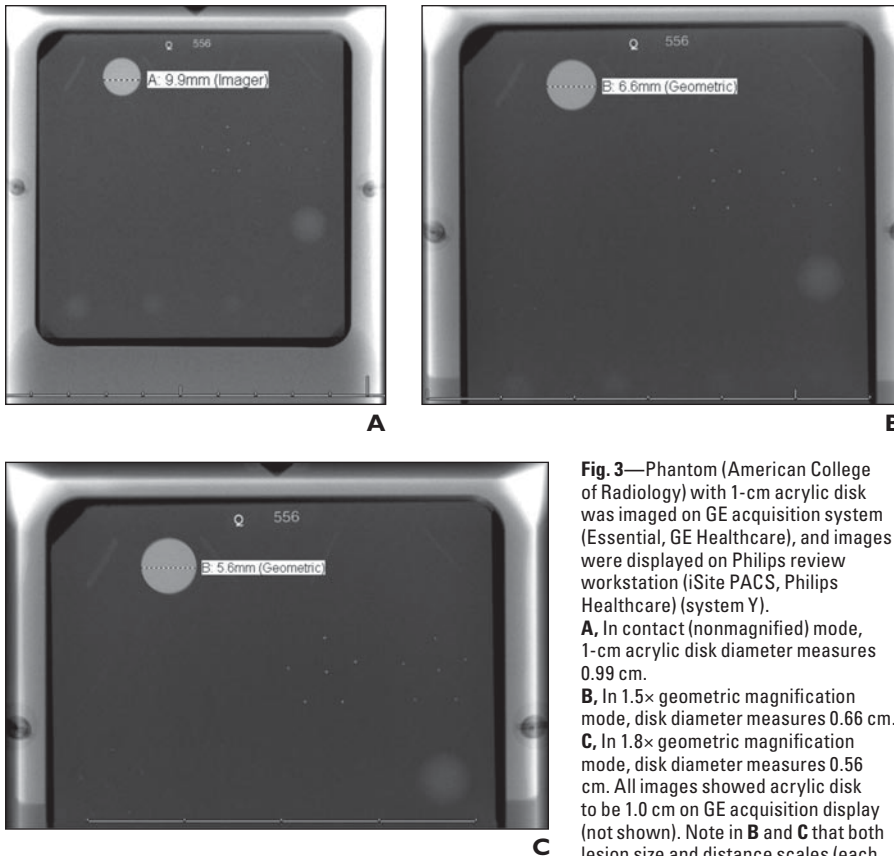 Q 556
A: 9.9mm (Imager)
A
Q 556
B: 6.6mm (Geometric)
Q 556
B: 5.6mm (Geometric)
C
Fig. 3—Phantom (American College
of Radiology) with 1-cm acrylic disk
was imaged on GE acquisition system
(Essential, GE Healthcare), and images
were displayed on Philips review
workstation (iSite PACS, Philips
Healthcare) (system Y).
A, In contact (nonmagnified) mode,
1-cm acrylic disk diameter measures
0.99 cm.
B, In 1.5× geometric magnification
mode, disk diameter measures 0.66 cm.
C, In 1.8× geometric magnification
mode, disk diameter measures 0.56
cm. All images showed acrylic disk
to be 1.0 cm on GE acquisition display
(not shown). Note in B and C that both
lesion size and distance scales (each